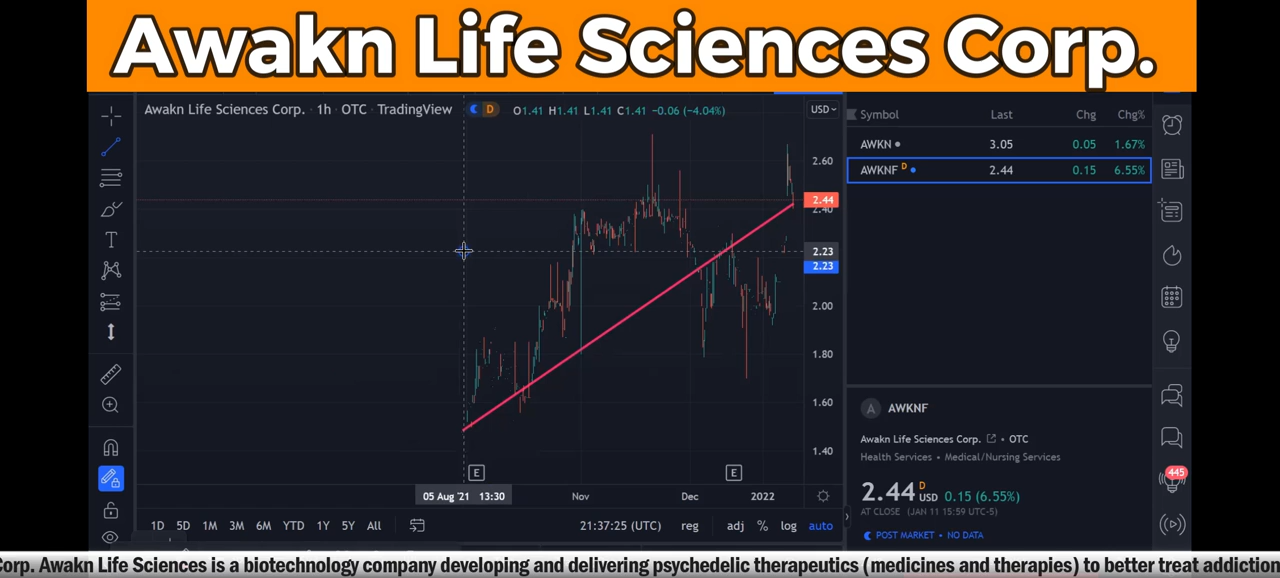 Awakn Life Sciences Corp.
Awakn Life Sciences Corp. · 1h · OTC · TradingView
D
O1.41 H1.41 L1.41 C1.41 −0.06 (−4.04%)
USD
Symbol Last Chg Chg%
AWKN 3.05 0.05 1.67%
AWKNF D 2.44 0.15 6.55%
2.60
2.44
2.40
2.23
2.23
2.00
1.80
1.60
1.40
E E
05 Aug '21 13:30 Nov Dec 2022
1D 5D 1M 3M 6M YTD 1Y 5Y All
21:37:25 (UTC) reg adj % log auto
A AWKNF
Awakn Life Sciences Corp. • OTC
Health Services • Medical/Nursing Services
2.44 D USD 0.15 (6.55%)
AT CLOSE (JAN 11 15:59 UTC-5)
POST MARKET • NO DATA
T
445
Corp. Awakn Life Sciences is a biotechnology company developing and delivering psychedelic therapeutics (medicines and therapies) to better treat addiction